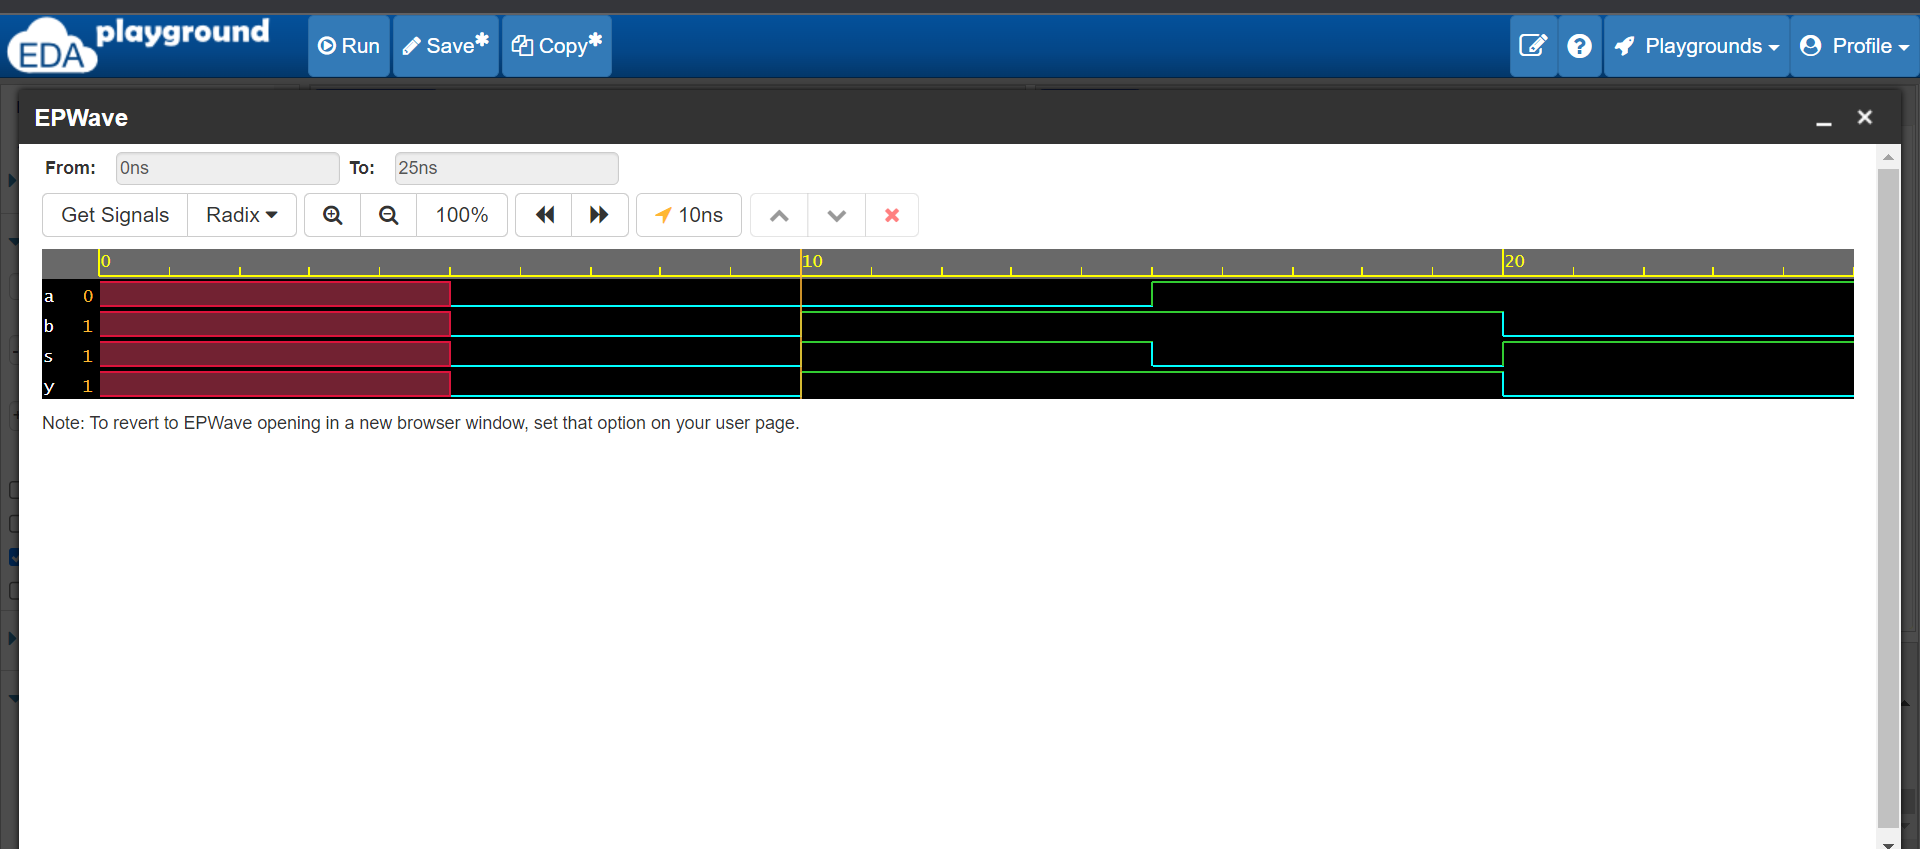 EDA playground Run Save* Copy* Playgrounds Profile
EPWave
From: 0ns To: 25ns
Get Signals Radix 100% 10ns
0 10 20
a 0
b 1
s 1
y 1
Note: To revert to EPWave opening in a new browser window, set that option on your user page.